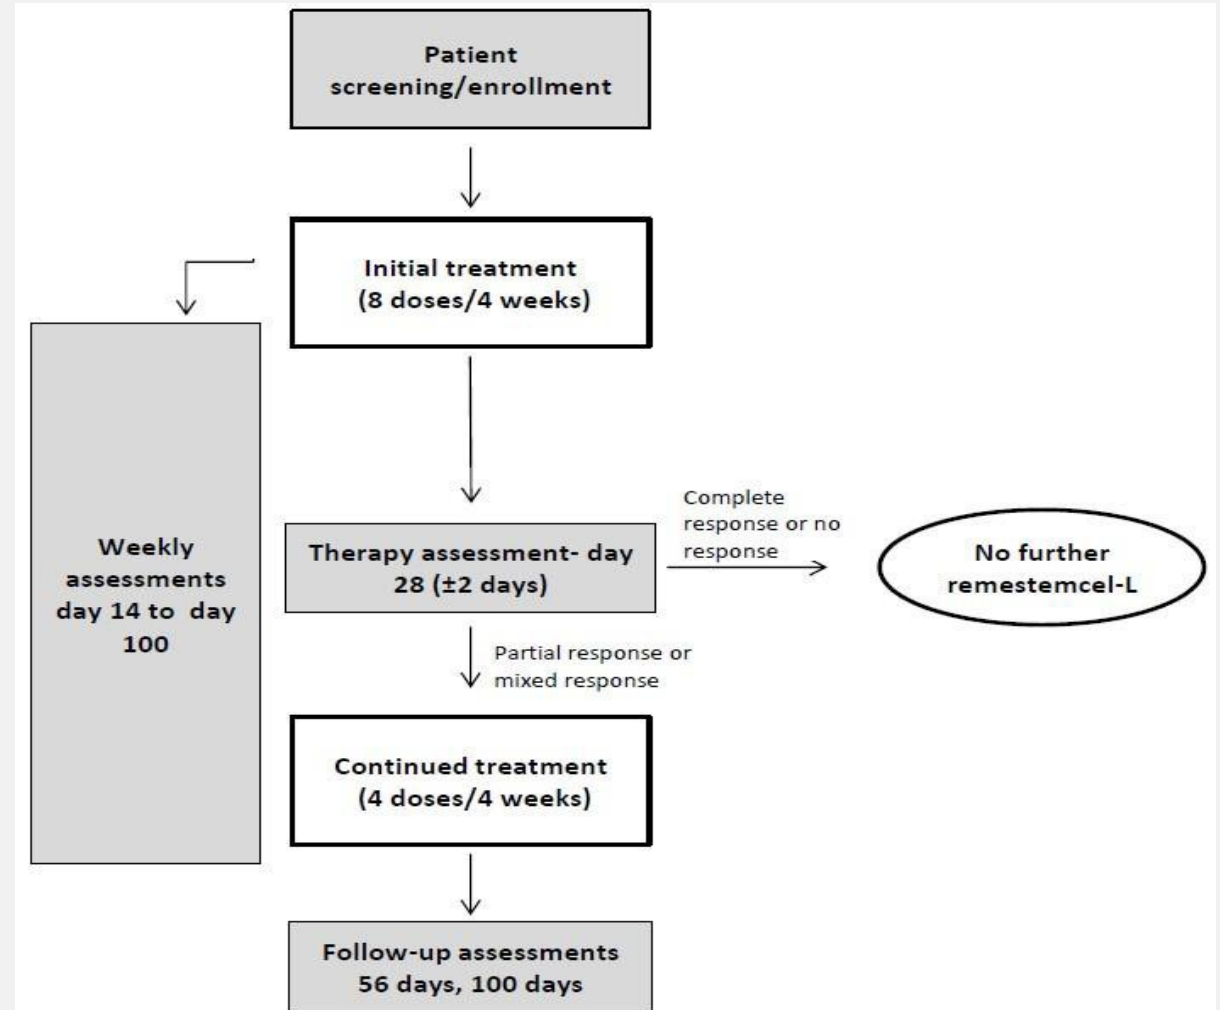 Patient
screening/enrollment
Initial treatment
(8 doses/4 weeks)
Weekly
assessments
day 14 to day
100
Therapy assessment- day
28 (±2 days)
Complete
response or no
response
No further
remestemcel-L
Partial response or
mixed response
Continued treatment
(4 doses/4 weeks)
Follow-up assessments
56 days, 100 days